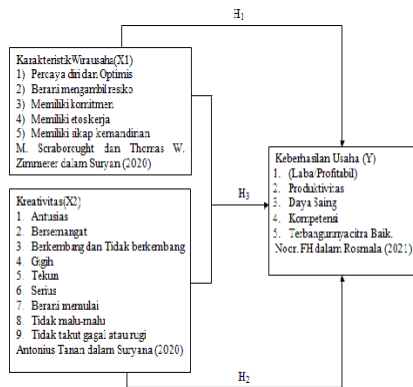 H1
KarakteristikWirausaha(X1)
1) Percaya diri dan Optimis
2) Berani mengambil resiko
3) Memiliki komitmen
4) Memiliki etos kerja
5) Memiliki sikap kemandirian
M. Scraborought dan Thomas W.
Zimmerer dalam Suryan (2020)
H3
Keberhasilan Usaha (Y)
1. (Laba/Profitabil)
2. Produktivitas
3. Daya Saing
4. Kompetensi
5. Terbangunnya citra Baik.
Nocr. FH dalam Rosmala (2021)
Kreativitas(X2)
1. Antusias
2. Bersemangat
3. Berkembang dan Tidak berkembang
4. Gigih
5. Tekun
6. Serius
7. Berani memulai
8. Tidak malu-malu
9. Tidak takut gagal atau rugi
Antonius Tanan dalam Suryana (2020)
H2